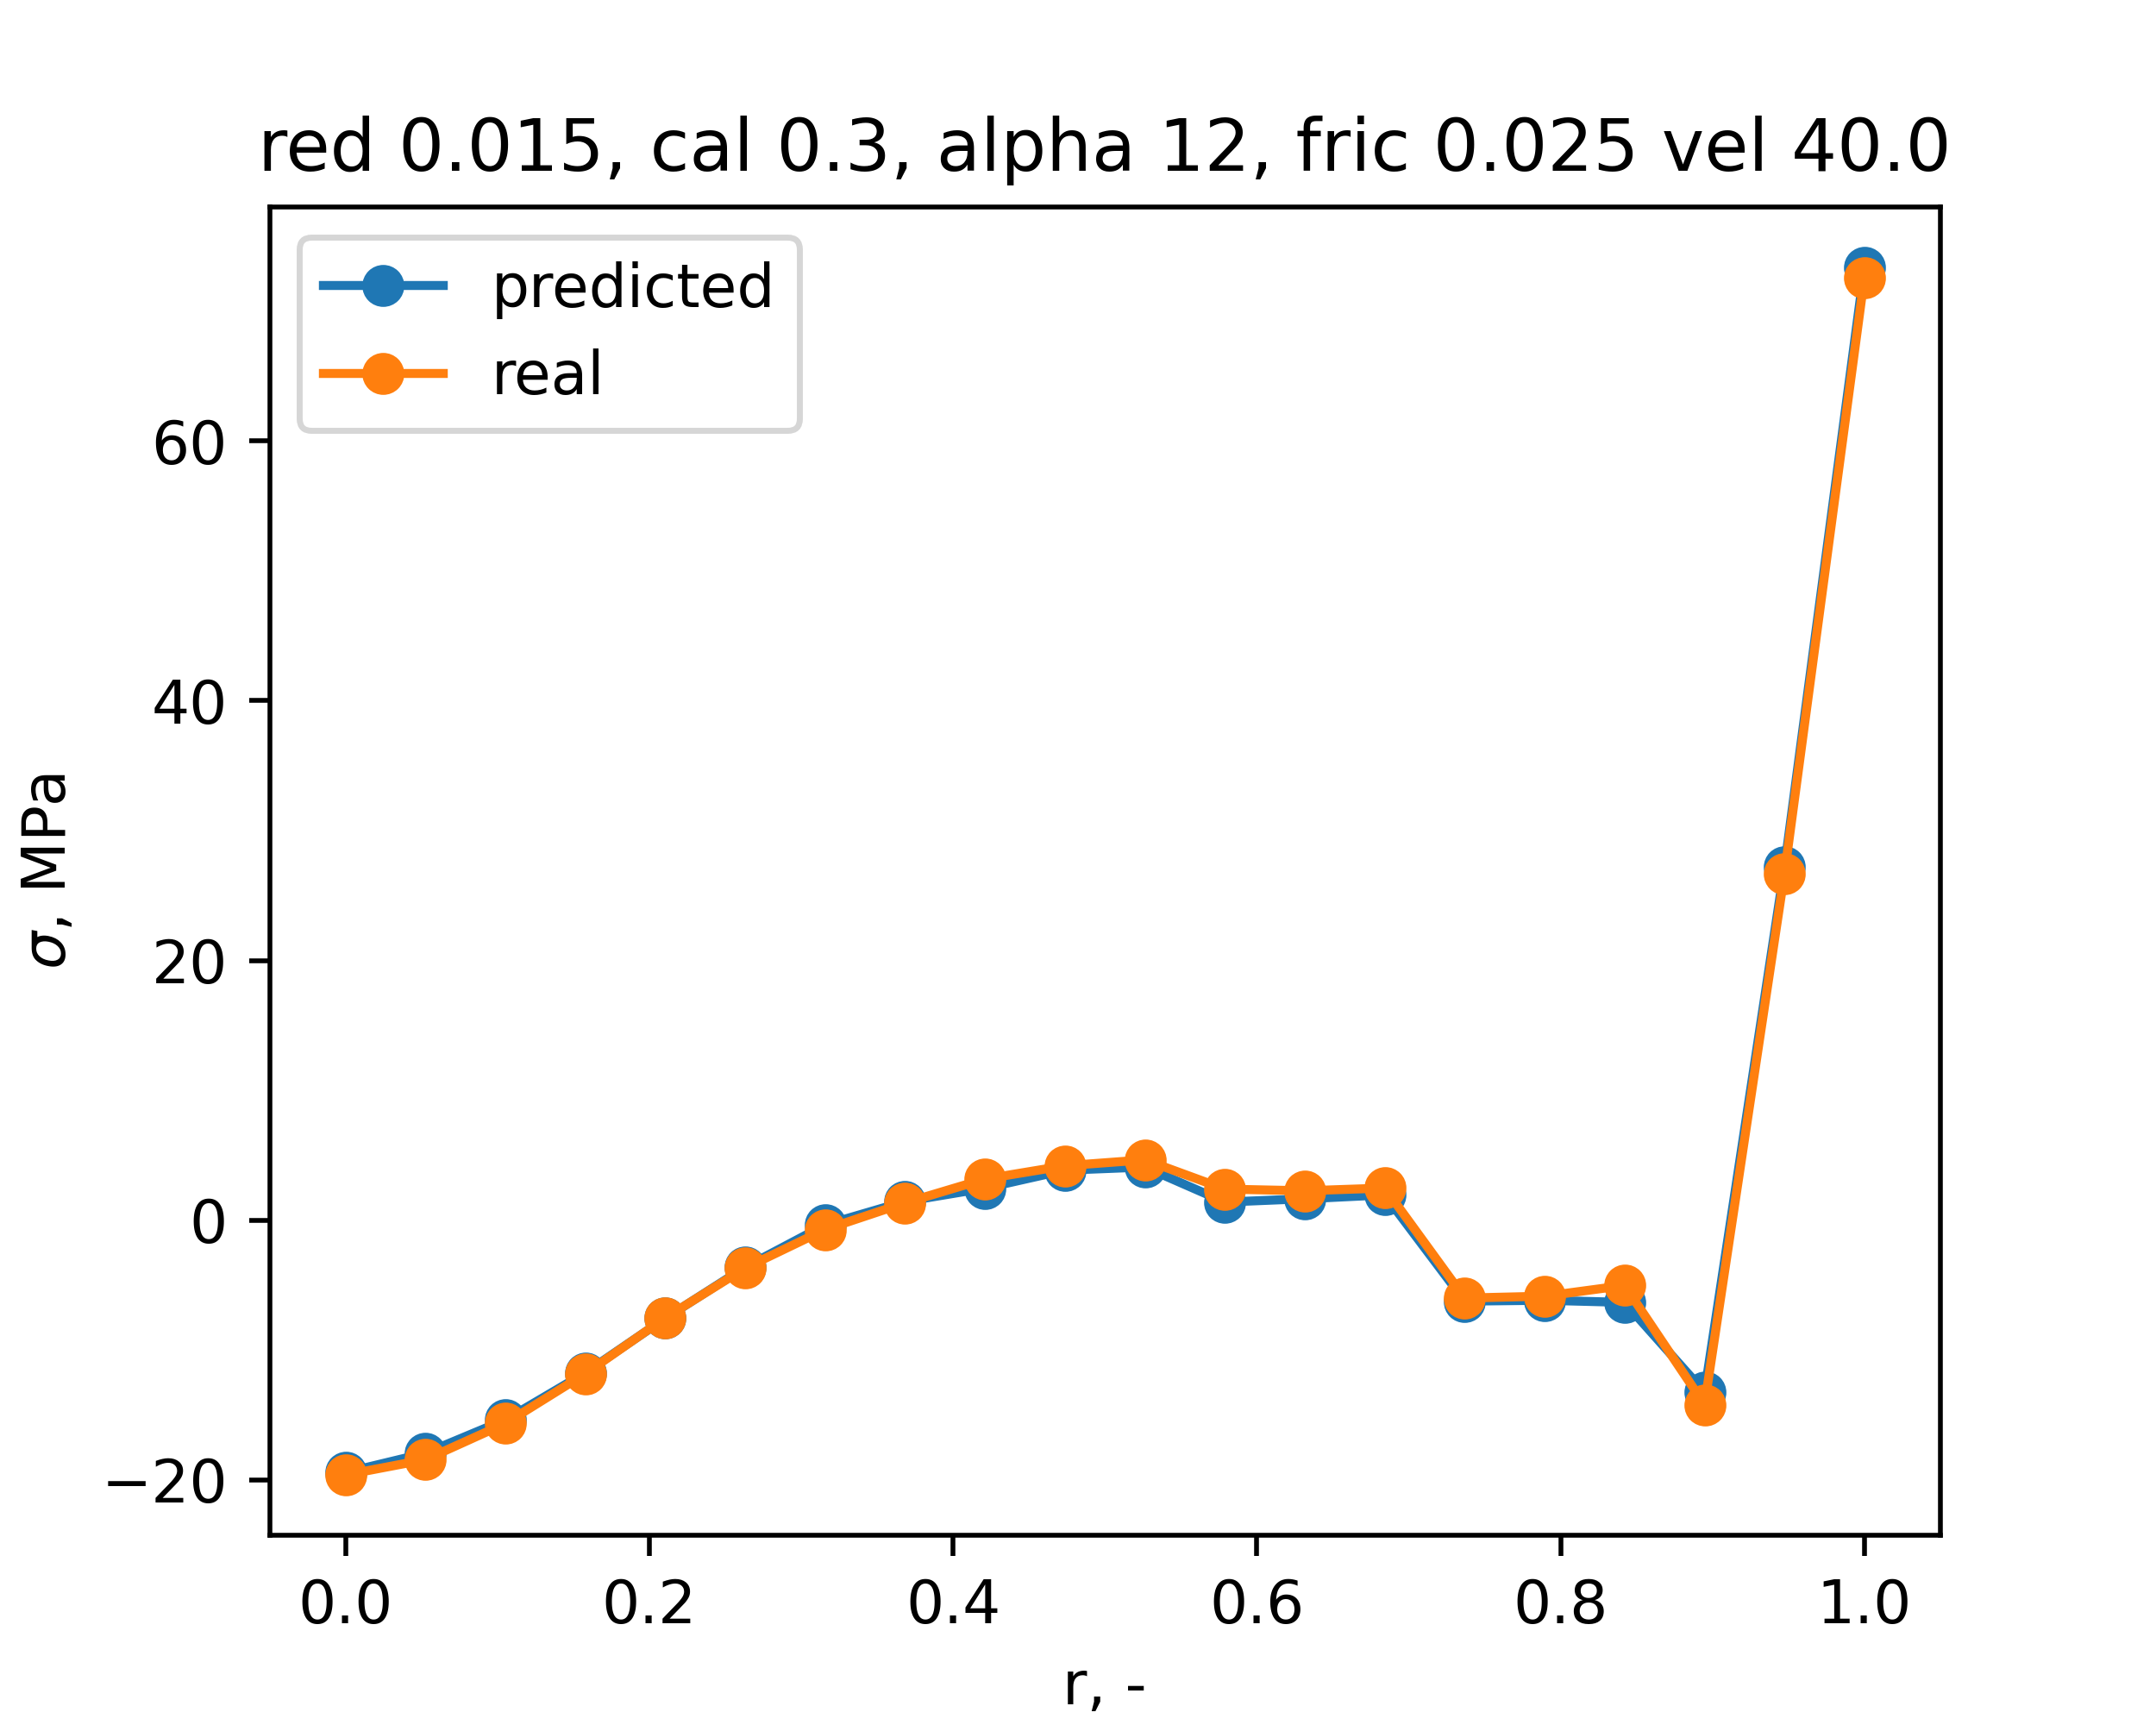 red 0.015, cal 0.3, alpha 12, fric 0.025 vel 40.0
predicted
real
60
40
20
0
−20
σ, MPa
0.0 0.2 0.4 0.6 0.8 1.0
r, -